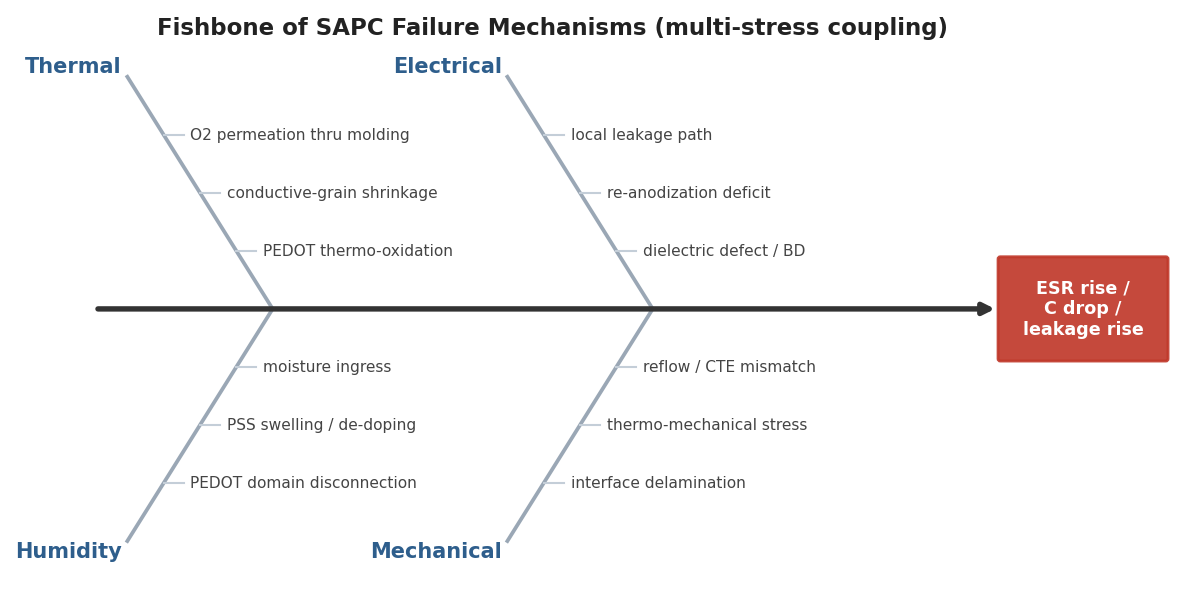 Fishbone of SAPC Failure Mechanisms (multi-stress coupling)
Thermal
O2 permeation thru molding
conductive-grain shrinkage
PEDOT thermo-oxidation
Electrical
local leakage path
re-anodization deficit
dielectric defect / BD
ESR rise /
C drop /
leakage rise
moisture ingress
PSS swelling / de-doping
PEDOT domain disconnection
Humidity
reflow / CTE mismatch
thermo-mechanical stress
interface delamination
Mechanical